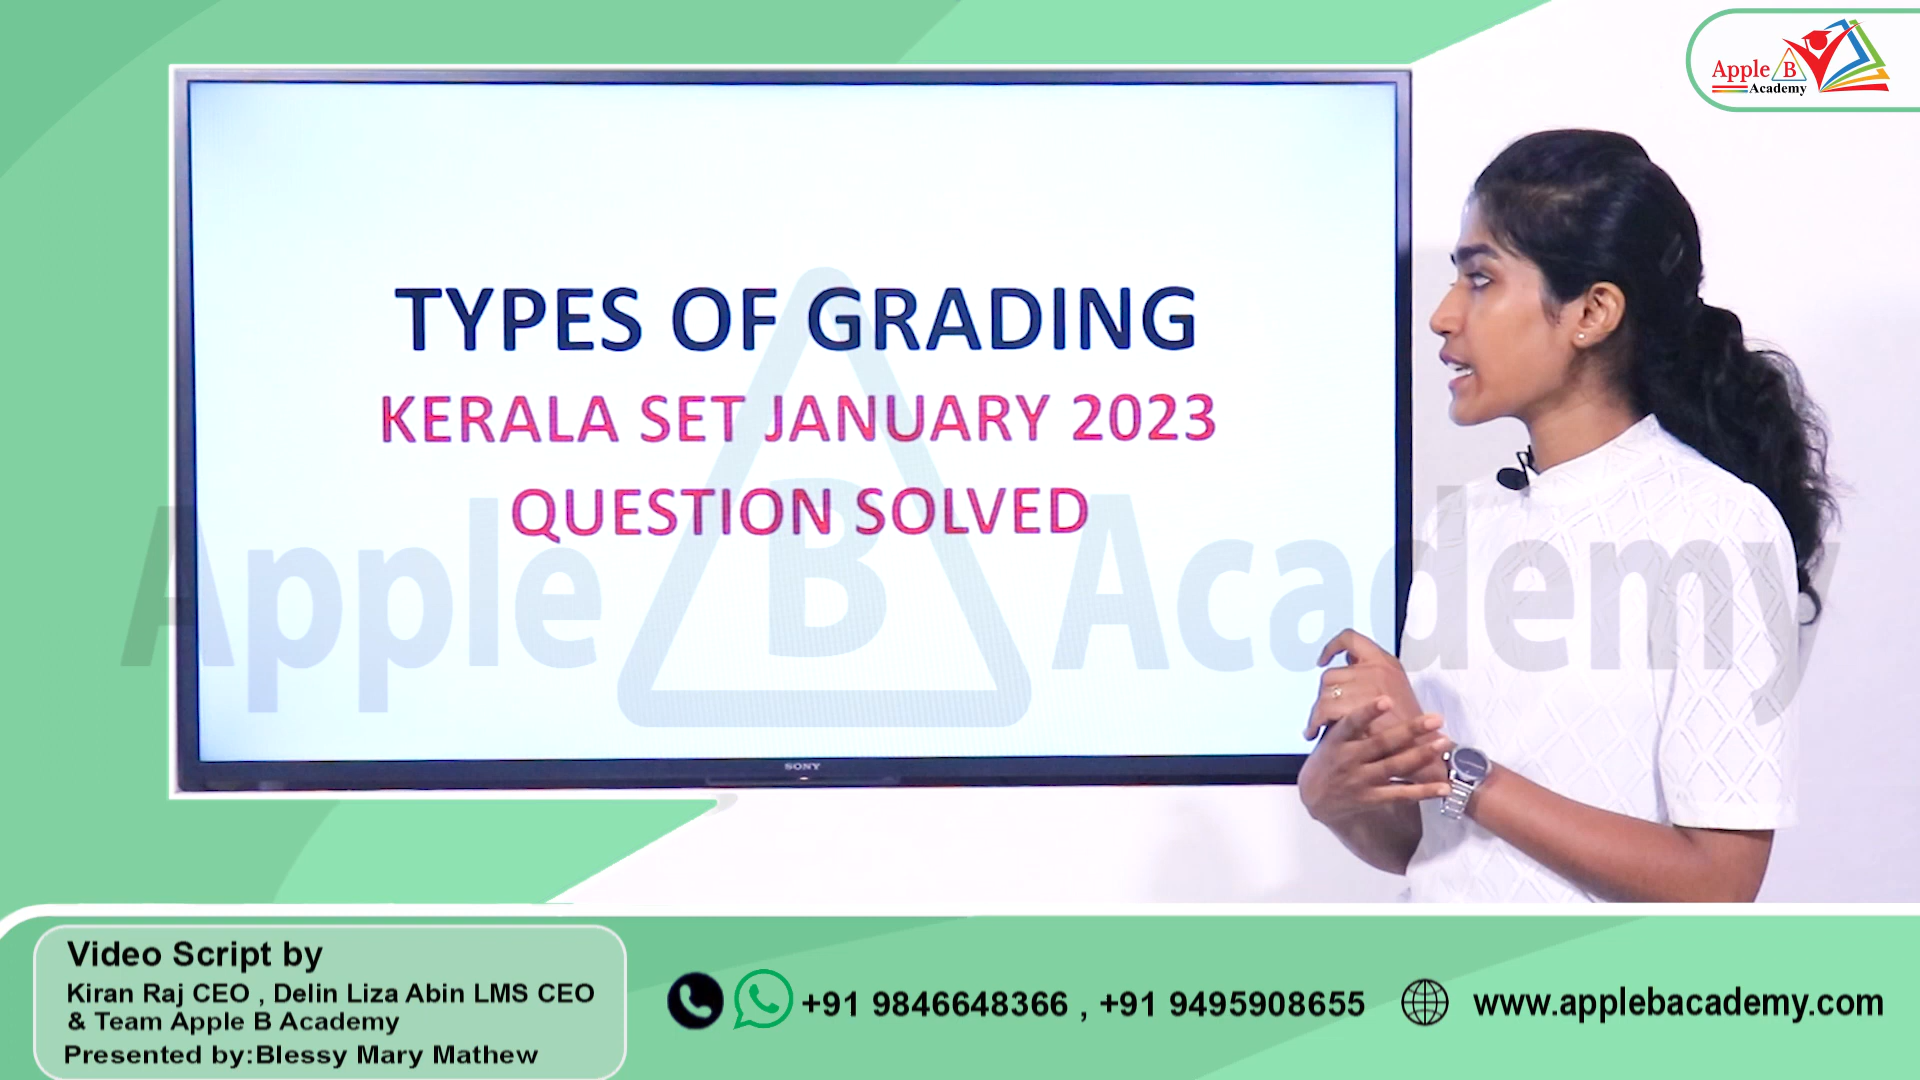 Apple B
Academy
TYPES OF GRADING
KERALA SET JANUARY 2023
QUESTION SOLVED
Apple B Academy
SONY
Video Script by
Kiran Raj CEO , Delin Liza Abin LMS CEO
& Team Apple B Academy
Presented by:Blessy Mary Mathew
+91 9846648366 , +91 9495908655
www.applebacademy.com